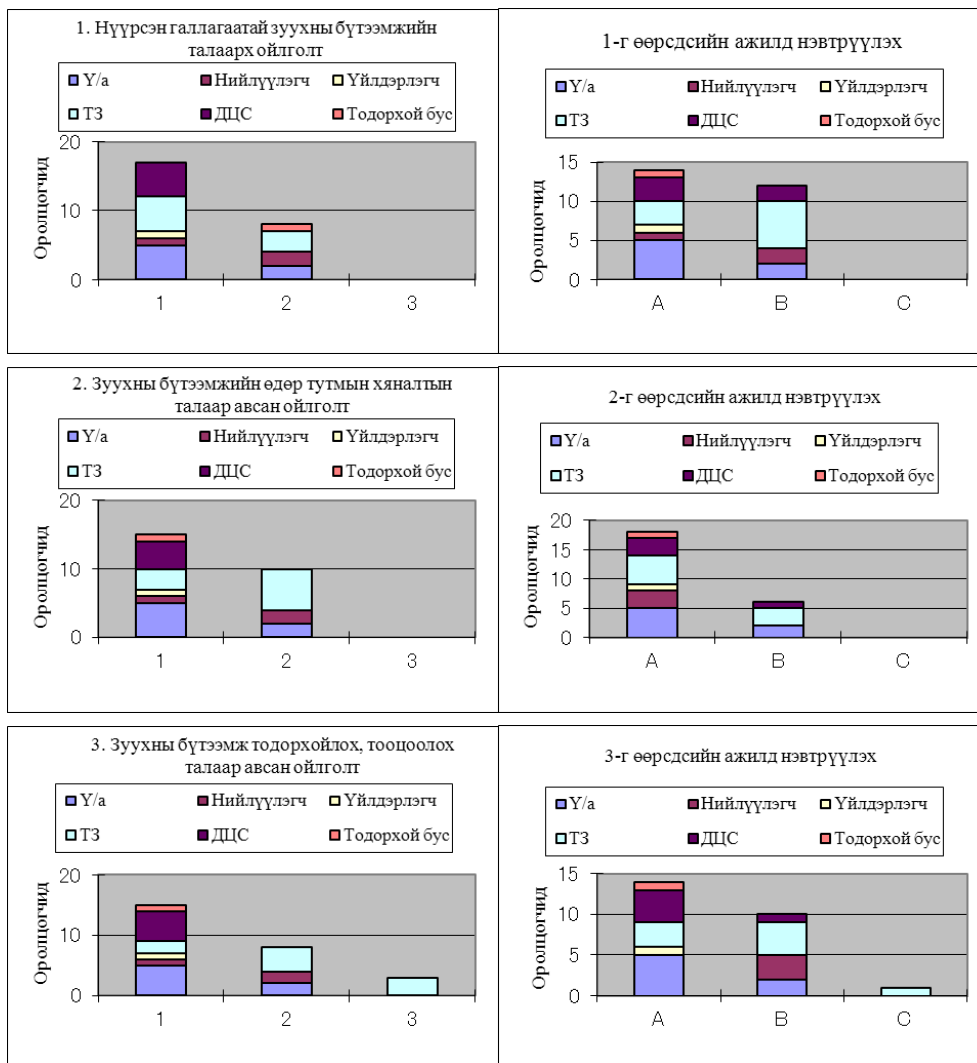 1. Нүүрсэн галлагаатай зуухны бүтээмжийн
талаарх ойлголт
Ү/а Нийлүүлэгч Үйлдэрлэгч
ТЗ ДЦС Тодорхой бус
Оролцогчид
20
10
0
1 2 3
1-г өөрсдсийн ажилд нэвтрүүлэх
Ү/а Нийлүүлэгч Үйлдэрлэгч
ТЗ ДЦС Тодорхой бус
Оролцогчид
15
10
5
0
A B C
2. Зуухны бүтээмжийн өдөр тутмын хяналтын
талаар авсан ойлголт
Ү/а Нийлүүлэгч Үйлдэрлэгч
ТЗ ДЦС Тодорхой бус
Оролцогчид
20
10
0
1 2 3
2-г өөрсдсийн ажилд нэвтрүүлэх
Ү/а Нийлүүлэгч Үйлдэрлэгч
ТЗ ДЦС Тодорхой бус
Оролцогчид
20
15
10
5
0
A B C
3. Зуухны бүтээмж тодорхойлох, тооцоолох
талаар авсан ойлголт
Ү/а Нийлүүлэгч Үйлдэрлэгч
ТЗ ДЦС Тодорхой бус
Оролцогчид
20
10
0
1 2 3
3-г өөрсдсийн ажилд нэвтрүүлэх
Ү/а Нийлүүлэгч Үйлдэрлэгч
ТЗ ДЦС Тодорхой бус
Оролцогчид
15
10
5
0
A B C